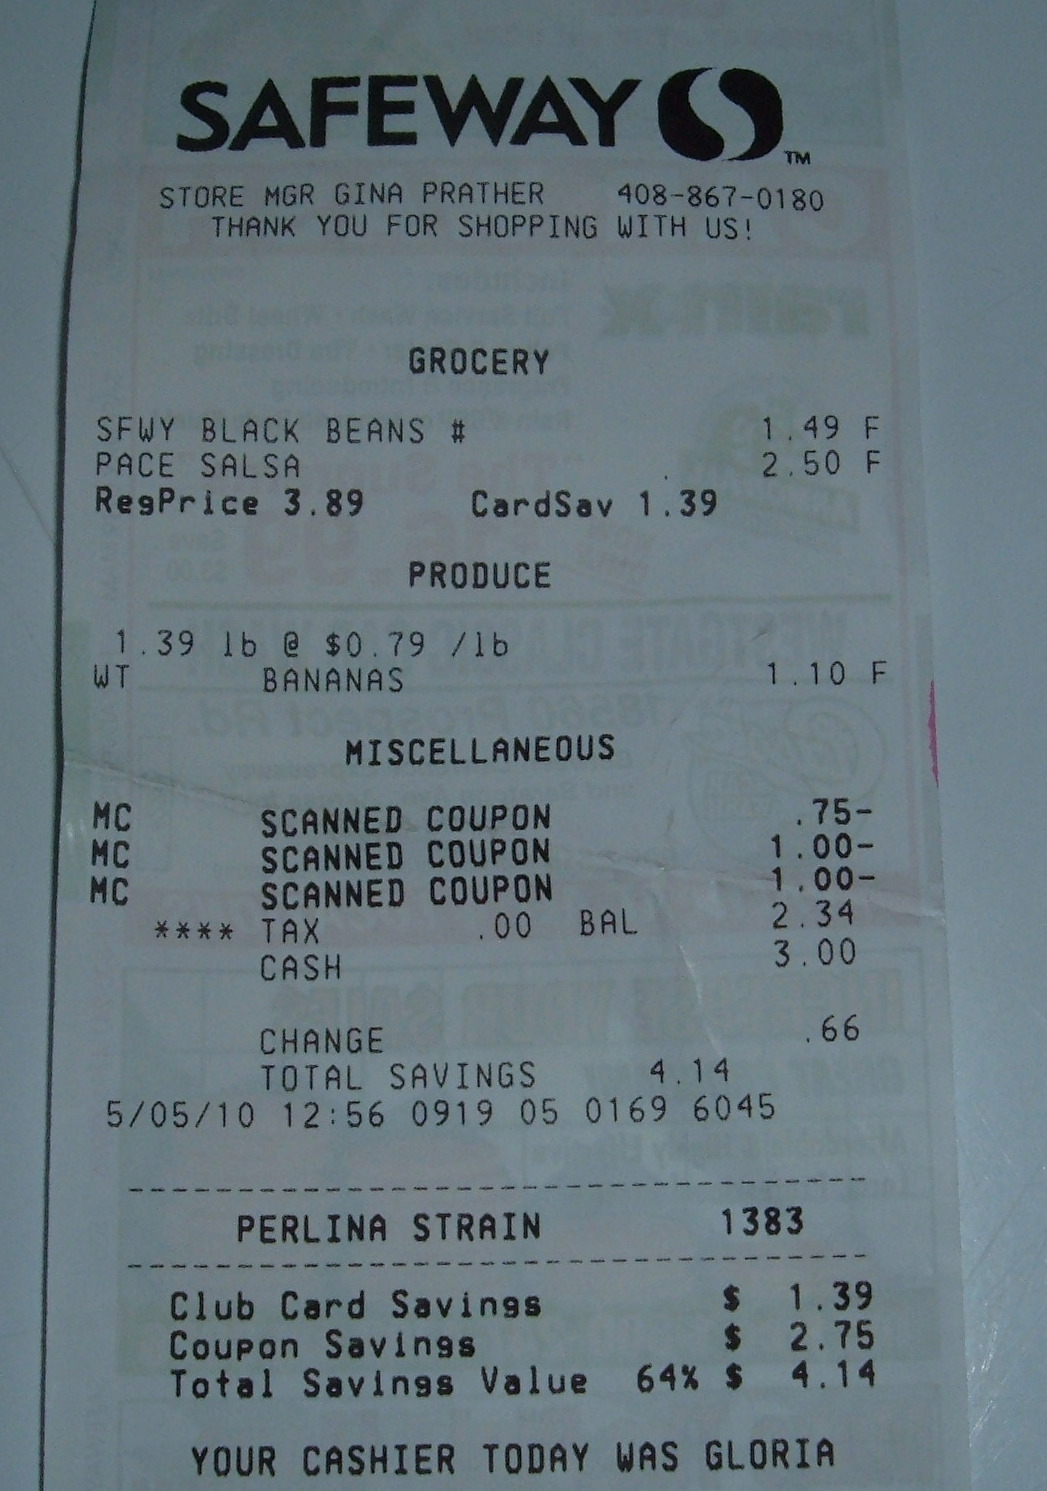 SAFEWAY TM
STORE MGR GINA PRATHER 408-867-0180
THANK YOU FOR SHOPPING WITH US!
GROCERY
SFWY BLACK BEANS # 1.49 F
PACE SALSA 2.50 F
RegPrice 3.89 CardSav 1.39
PRODUCE
1.39 lb @ $0.79 /lb
WT BANANAS 1.10 F
MISCELLANEOUS
MC SCANNED COUPON .75-
MC SCANNED COUPON 1.00-
MC SCANNED COUPON 1.00-
**** TAX .00 BAL 2.34
CASH 3.00
CHANGE .66
TOTAL SAVINGS 4.14
5/05/10 12:56 0919 05 0169 6045
PERLINA STRAIN 1383
Club Card Savings $ 1.39
Coupon Savings $ 2.75
Total Savings Value 64% $ 4.14
YOUR CASHIER TODAY WAS GLORIA